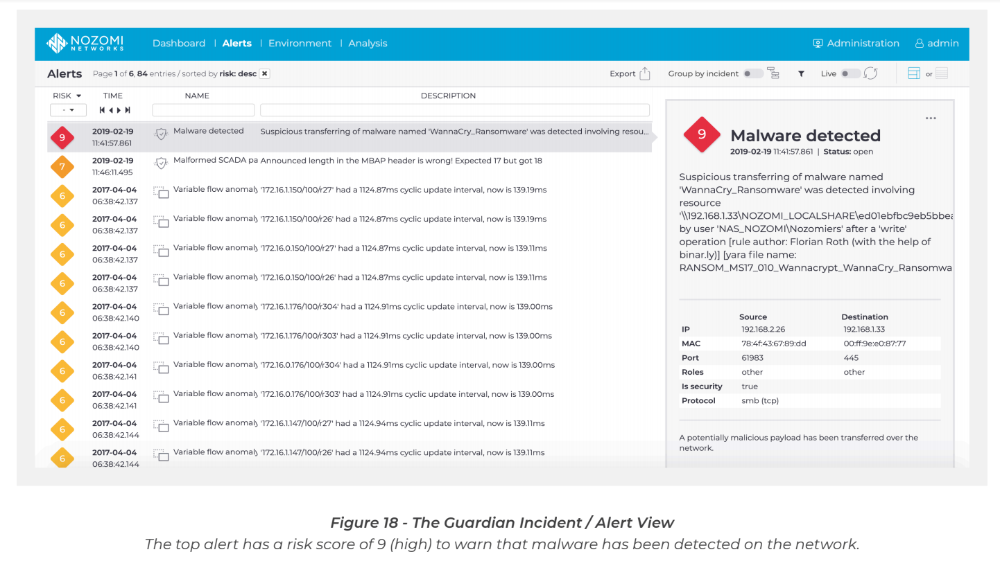 NOZOMI
NETWORKS
Dashboard | Alerts | Environment | Analysis
Administration
admin
Alerts Page 1 of 6, 84 entries / sorted by risk: desc
Export
Group by incident
Live
or
RISK TIME NAME DESCRIPTION
-
9 2019-02-19 11:41:57.861 Malware detected Suspicious transferring of malware named 'WannaCry_Ransomware' was detected involving resou...
7 2019-02-19 11:46:11.495 Malformed SCADA pa Announced length in the MBAP header is wrong! Expected 17 but got 18
6 2017-04-04 06:38:42.137 Variable flow anomaly '172.16.1.150/100/r27' had a 1124.87ms cyclic update interval, now is 139.19ms
6 2017-04-04 06:38:42.137 Variable flow anomaly '172.16.1.150/100/r26' had a 1124.87ms cyclic update interval, now is 139.19ms
6 2017-04-04 06:38:42.137 Variable flow anomaly '172.16.0.150/100/r27' had a 1124.87ms cyclic update interval, now is 139.11ms
6 2017-04-04 06:38:42.137 Variable flow anomaly '172.16.0.150/100/r26' had a 1124.87ms cyclic update interval, now is 139.11ms
6 2017-04-04 06:38:42.140 Variable flow anomaly '172.16.1.176/100/r304' had a 1124.91ms cyclic update interval, now is 139.00ms
6 2017-04-04 06:38:42.140 Variable flow anomaly '172.16.1.176/100/r303' had a 1124.91ms cyclic update interval, now is 139.00ms
6 2017-04-04 06:38:42.141 Variable flow anomaly '172.16.0.176/100/r304' had a 1124.91ms cyclic update interval, now is 139.00ms
6 2017-04-04 06:38:42.141 Variable flow anomaly '172.16.0.176/100/r303' had a 1124.91ms cyclic update interval, now is 139.00ms
6 2017-04-04 06:38:42.144 Variable flow anomaly '172.16.1.147/100/r27' had a 1124.94ms cyclic update interval, now is 139.11ms
6 2017-04-04 06:38:42.144 Variable flow anomaly '172.16.1.147/100/r26' had a 1124.94ms cyclic update interval, now is 139.11ms
9 Malware detected
2019-02-19 11:41:57.861 | Status: open
Suspicious transferring of malware named
'WannaCry_Ransomware' was detected involving
resource
'\\192.168.1.33\NOZOMI_LOCALSHARE\ed01ebfbc9eb5bbea
by user 'NAS_NOZOMI\Nozomiers' after a 'write'
operation [rule author: Florian Roth (with the help of
binar.ly)] [yara file name:
RANSOM_MS17_010_Wannacrypt_WannaCry_Ransomwa
Source Destination
IP 192.168.2.26 192.168.1.33
MAC 78:4f:43:67:89:dd 00:ff:9e:e0:87:77
Port 61983 445
Roles other other
Is security true
Protocol smb (tcp)
A potentially malicious payload has been transferred over the
network.
Figure 18 - The Guardian Incident / Alert View
The top alert has a risk score of 9 (high) to warn that malware has been detected on the network.